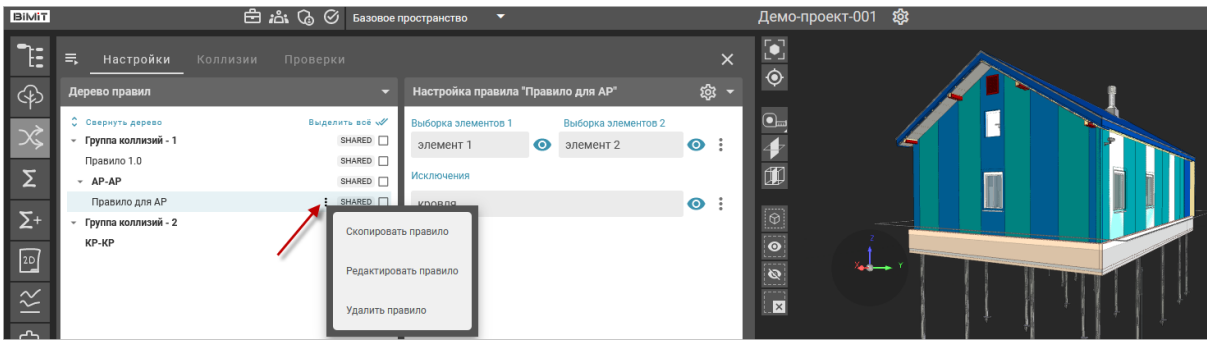 BIMIT Базовое пространство Демо-проект-001
Настройки Коллизии Проверки
Дерево правил Настройка правила "Правило для АР"
Свернуть дерево Выделить всё Выборка элементов 1 Выборка элементов 2
Группа коллизий - 1 SHARED элемент 1 элемент 2
Правило 1.0 SHARED
АР-АР SHARED Исключения
Правило для АР SHARED кровля
Группа коллизий - 2
КР-КР
Скопировать правило
Редактировать правило
Удалить правило
Σ
Σ+
2D
Z
X Y